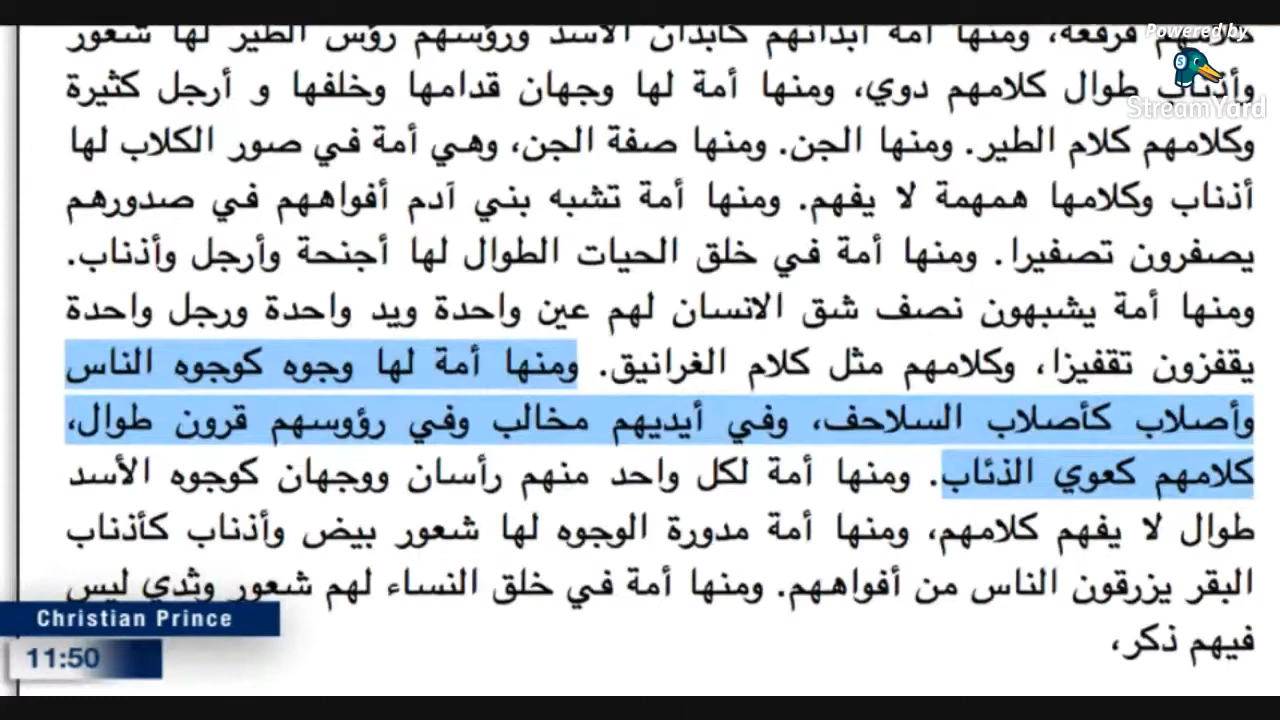 كلامهم فرقعة، ومنها أمة أبدانهم كأبدان الأسد ورؤسهم رؤس الطير لها شعور
وأذناب طوال كلامهم دوي، ومنها أمة لها وجهان قدامها وخلفها و أرجل كثيرة
وكلامهم كلام الطير. ومنها الجن. ومنها صفة الجن، وهي أمة في صور الكلاب لها
أذناب وكلامها همهمة لا يفهم. ومنها أمة تشبه بني آدم أفواههم في صدورهم
يصفرون تصفيرا. ومنها أمة في خلق الحيات الطوال لها أجنحة وأرجل وأذناب.
ومنها أمة يشبهون نصف شق الانسان لهم عين واحدة ويد واحدة ورجل واحدة
يقفزون تقفيزا، وكلامهم مثل كلام الغرانيق. ومنها أمة لها وجوه كوجوه الناس
وأصلاب كأصلاب السلاحف، وفي أيديهم مخالب وفي رؤوسهم قرون طوال،
كلامهم كعوي الذئاب. ومنها أمة لكل واحد منهم رأسان ووجهان كوجوه الأسد
طوال لا يفهم كلامهم، ومنها أمة مدورة الوجوه لها شعور بيض وأذناب كأذناب
البقر يزرقون الناس من أفواههم. ومنها أمة في خلق النساء لهم شعور وثدي ليس
فيهم ذكر،
Powered by
StreamYard
Christian Prince
11:50